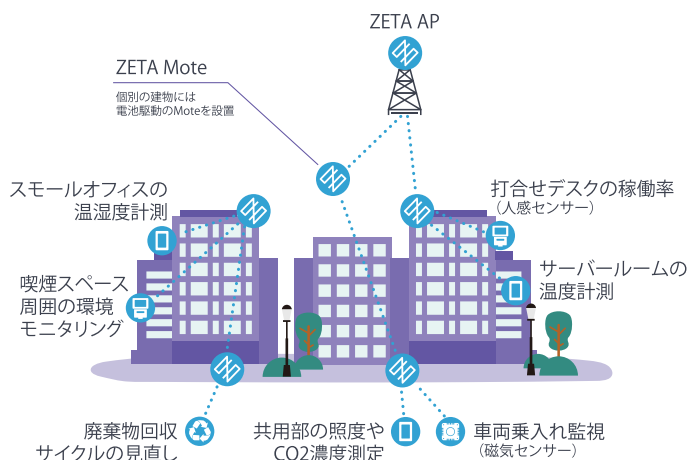 ZETA AP
ZETA Mote
個別の建物には
電池駆動のMoteを設置
スモールオフィスの
温湿度計測
打合せデスクの稼働率
(人感センサー)
喫煙スペース
周囲の環境
モニタリング
サーバールームの
温度計測
廃棄物回収
サイクルの見直し
共用部の照度や
CO2濃度測定
車両乗入れ監視
(磁気センサー)